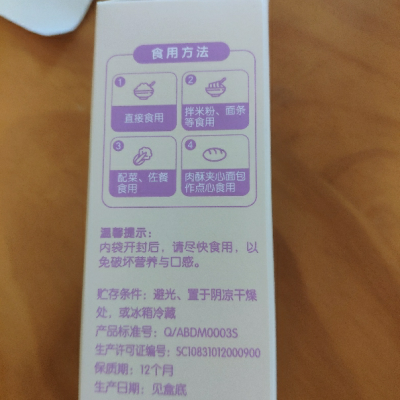 食用方法
1
直接食用
2
拌米粉、面条
等食用
3
配菜、佐餐
食用
4
肉酥夹心面包
作点心食用
温馨提示:
内袋开封后,请尽快食用,以
免破坏营养与口感。
贮存条件:避光、置于阴凉干燥
处,或冰箱冷藏
产品标准号:Q/ABDM0003S
生产许可证编号:SC10831012000900
保质期:12个月
生产日期:见盒底